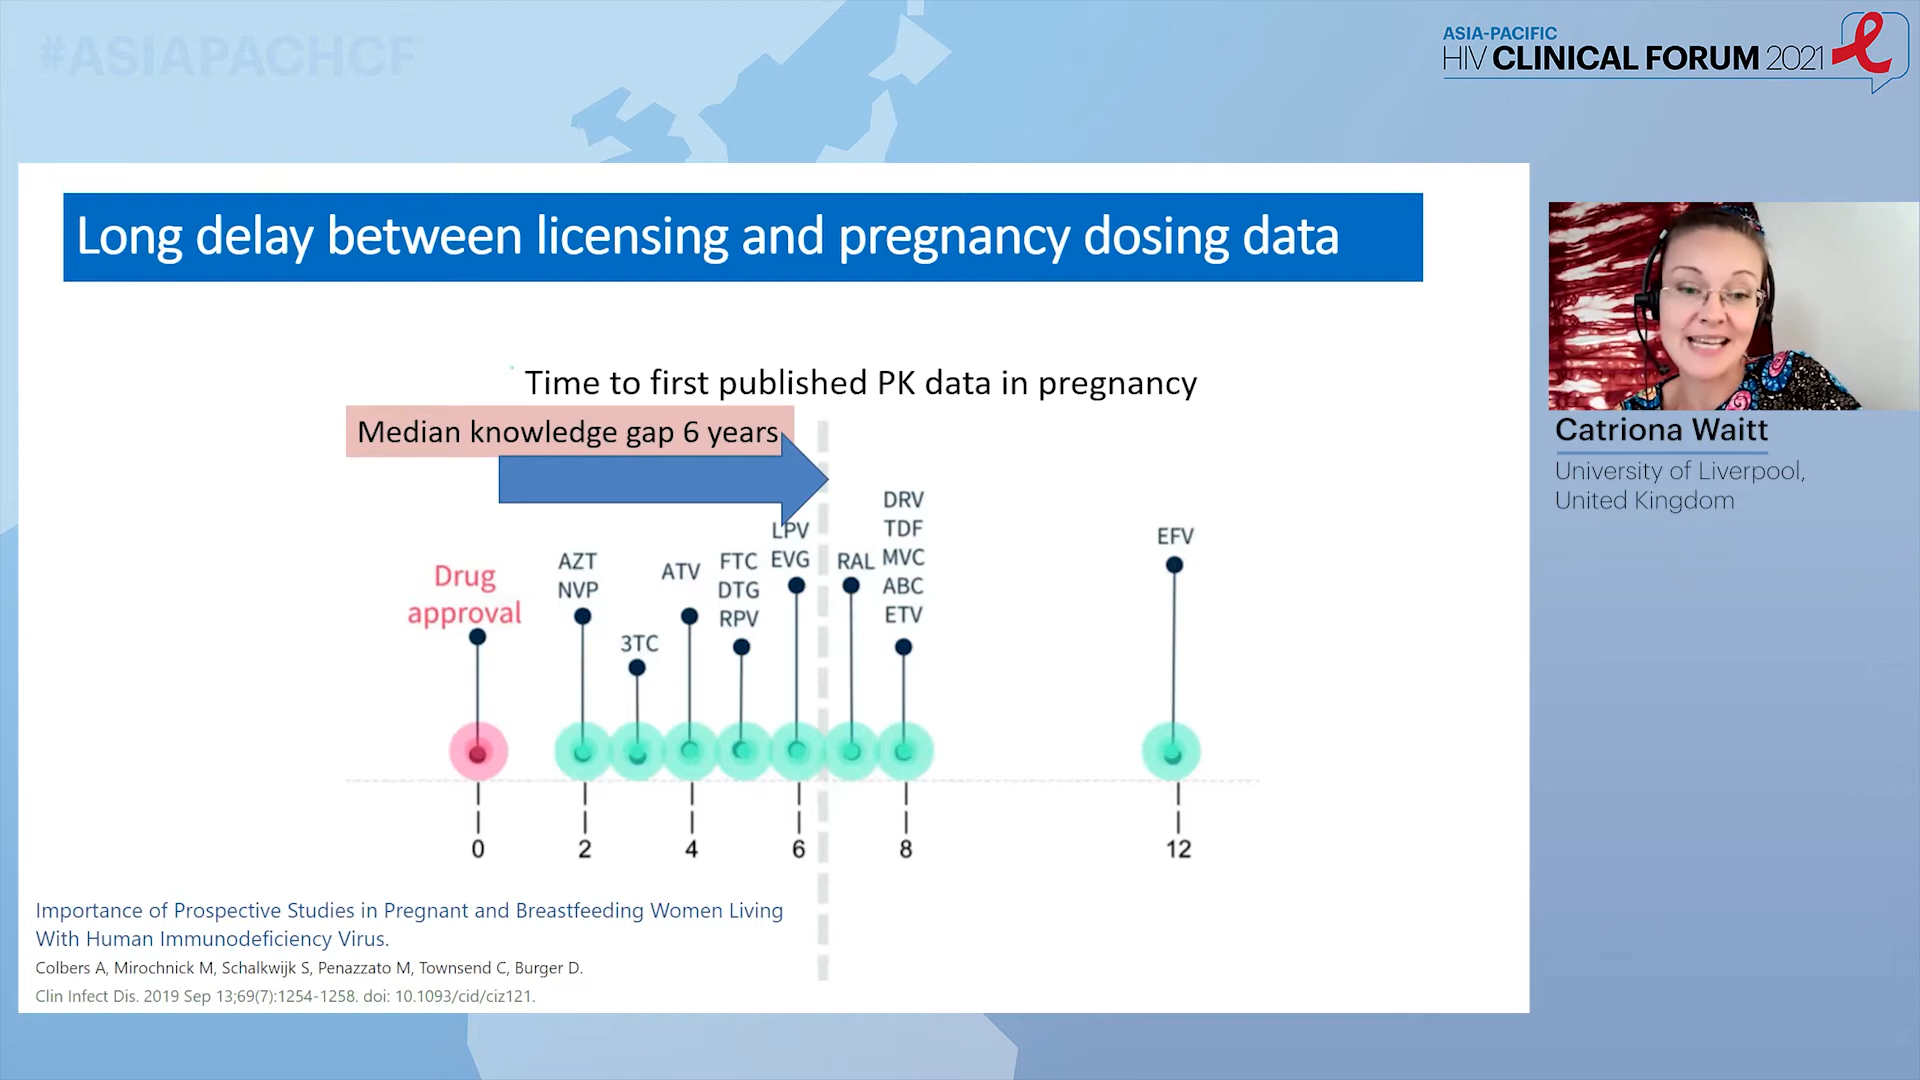 #ASiAPACHCF
ASIA-PACIFIC
HIV CLINICAL FORUM 2021
Long delay between licensing and pregnancy dosing data
Time to first published PK data in pregnancy
Median knowledge gap 6 years
Drug
approval
AZT
NVP
3TC
ATV
FTC
DTG
RPV
LPV
EVG
RAL
DRV
TDF
MVC
ABC
ETV
EFV
0
2
4
6
8
12
Importance of Prospective Studies in Pregnant and Breastfeeding Women Living
With Human Immunodeficiency Virus.
Colbers A, Mirochnick M, Schalkwijk S, Penazzato M, Townsend C, Burger D.
Clin Infect Dis. 2019 Sep 13;69(7):1254-1258. doi: 10.1093/cid/ciz121.
Catriona Waitt
University of Liverpool,
United Kingdom